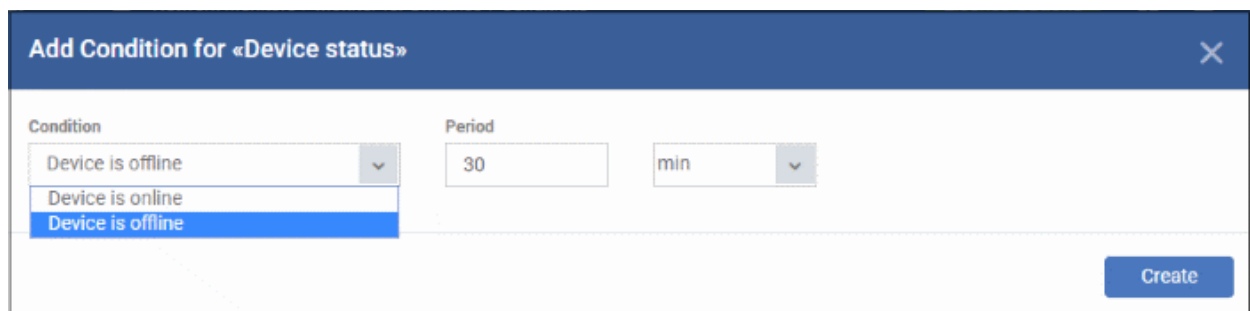 Add Condition for «Device status»
Condition
Period
Device is offline
30
min
Device is online
Device is offline
Create